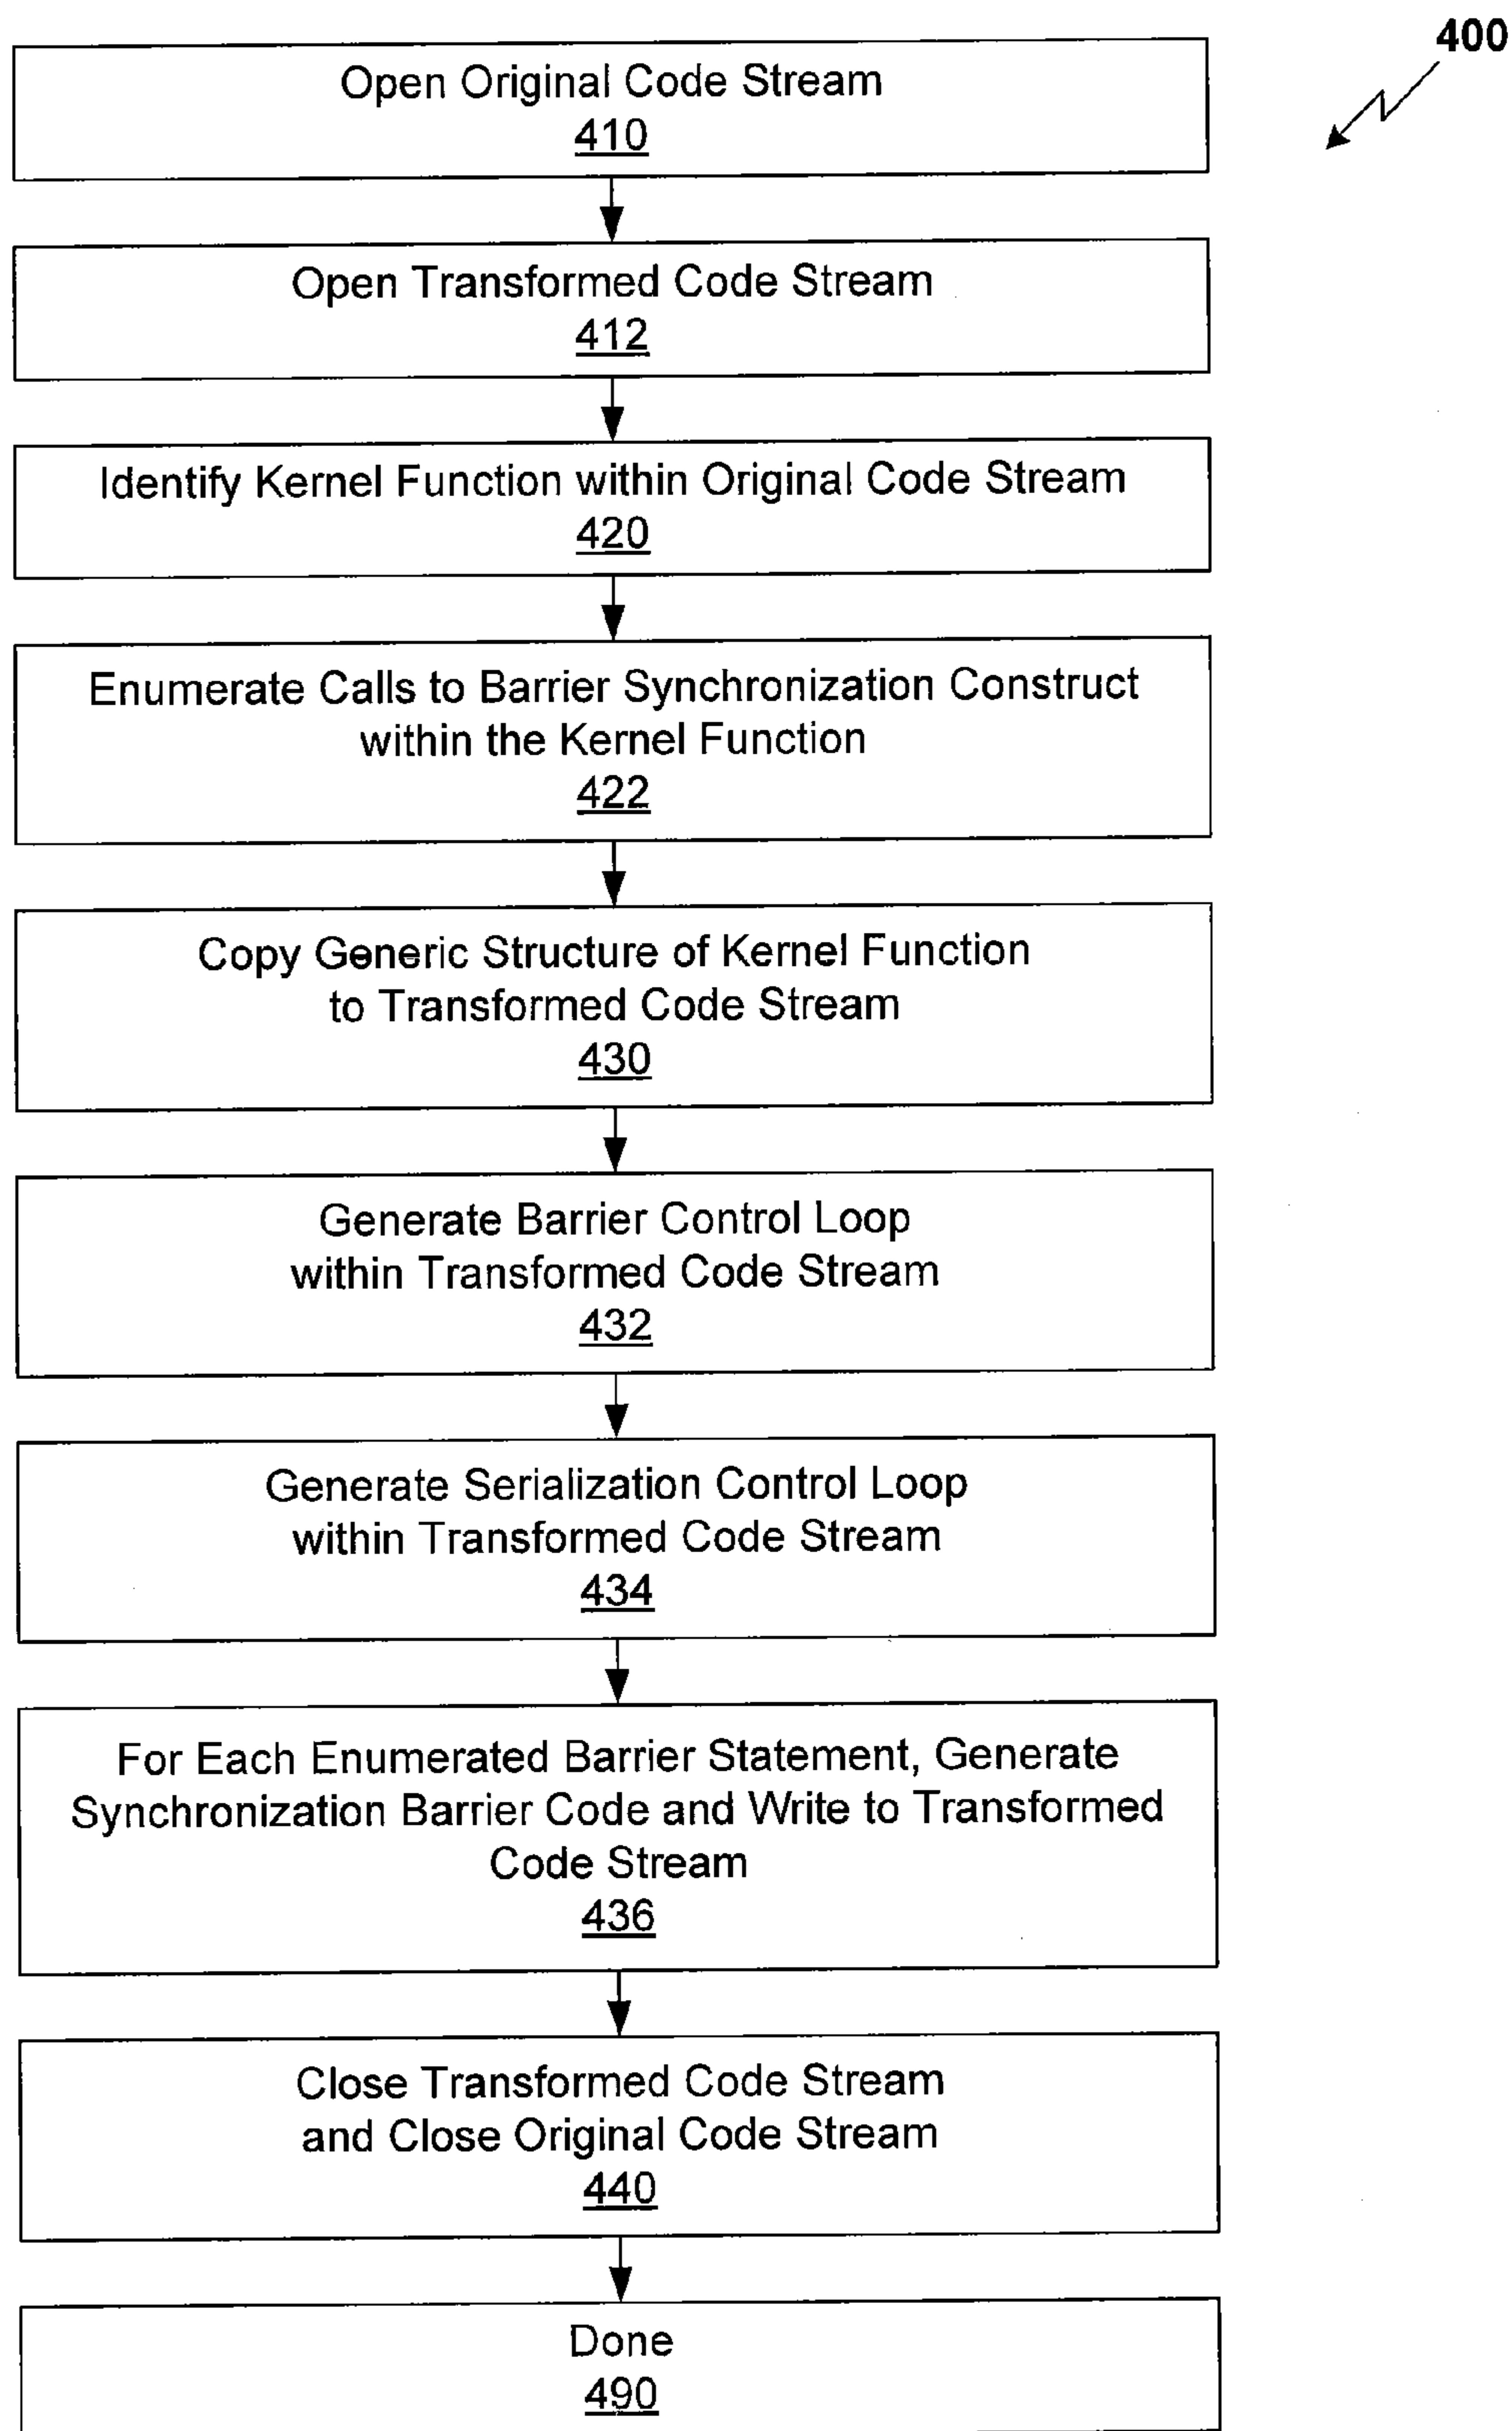 400
Open Original Code Stream
410
Open Transformed Code Stream
412
Identify Kernel Function within Original Code Stream
420
Enumerate Calls to Barrier Synchronization Construct
within the Kernel Function
422
Copy Generic Structure of Kernel Function
to Transformed Code Stream
430
Generate Barrier Control Loop
within Transformed Code Stream
432
Generate Serialization Control Loop
within Transformed Code Stream
434
For Each Enumerated Barrier Statement, Generate
Synchronization Barrier Code and Write to Transformed
Code Stream
436
Close Transformed Code Stream
and Close Original Code Stream
440
Done
490